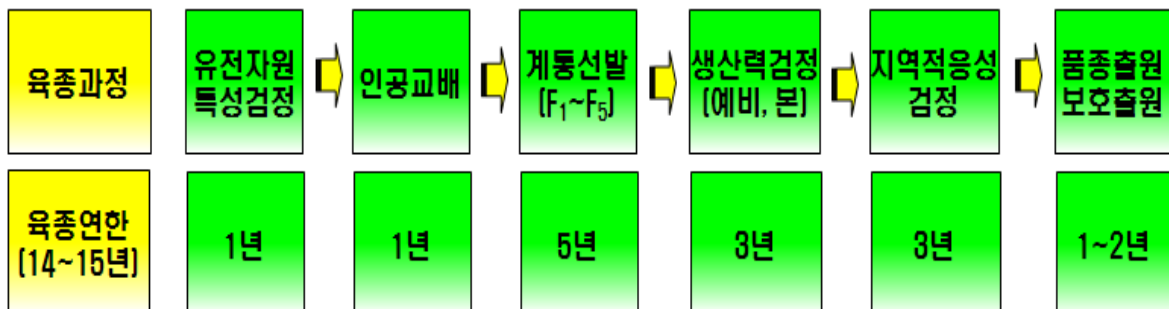 육종과정
유전자원
특성검정
인공교배
계통선발
(F₁~F₅)
생산력검정
(예비, 본)
지역적응성
검정
품종출원
보호출원
육종연한
(14~15년)
1년
1년
5년
3년
3년
1~2년